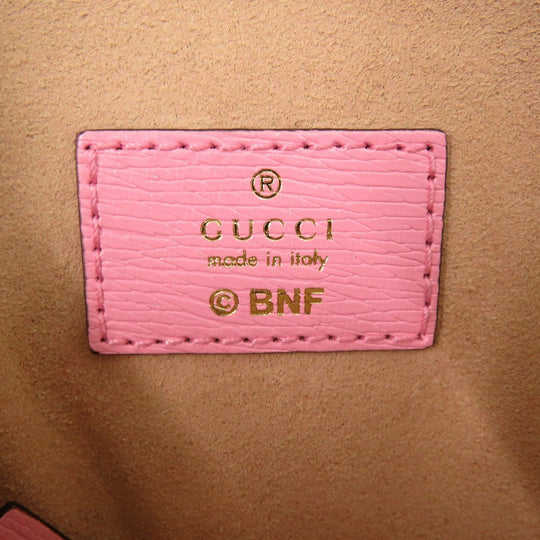 ®
GUCCI
made in italy
© BNF